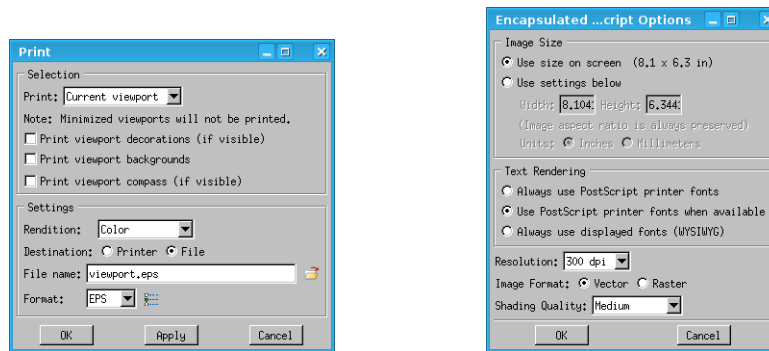 Print
Selection
Print: Current viewport
Note: Minimized viewports will not be printed.
Print viewport decorations (if visible)
Print viewport backgrounds
Print viewport compass (if visible)
Settings
Rendition: Color
Destination: Printer File
File name: viewport.eps
Format: EPS
OK Apply Cancel
Encapsulated ...cript Options
Image Size
Use size on screen (8.1 x 6.3 in)
Use settings below
Width: 8.104 Height: 6.344
(Image aspect ratio is always preserved)
Units: Inches Millimeters
Text Rendering
Always use PostScript printer fonts
Use PostScript printer fonts when available
Always use displayed fonts (WYSIWYG)
Resolution: 300 dpi
Image Format: Vector Raster
Shading Quality: Medium
OK Cancel